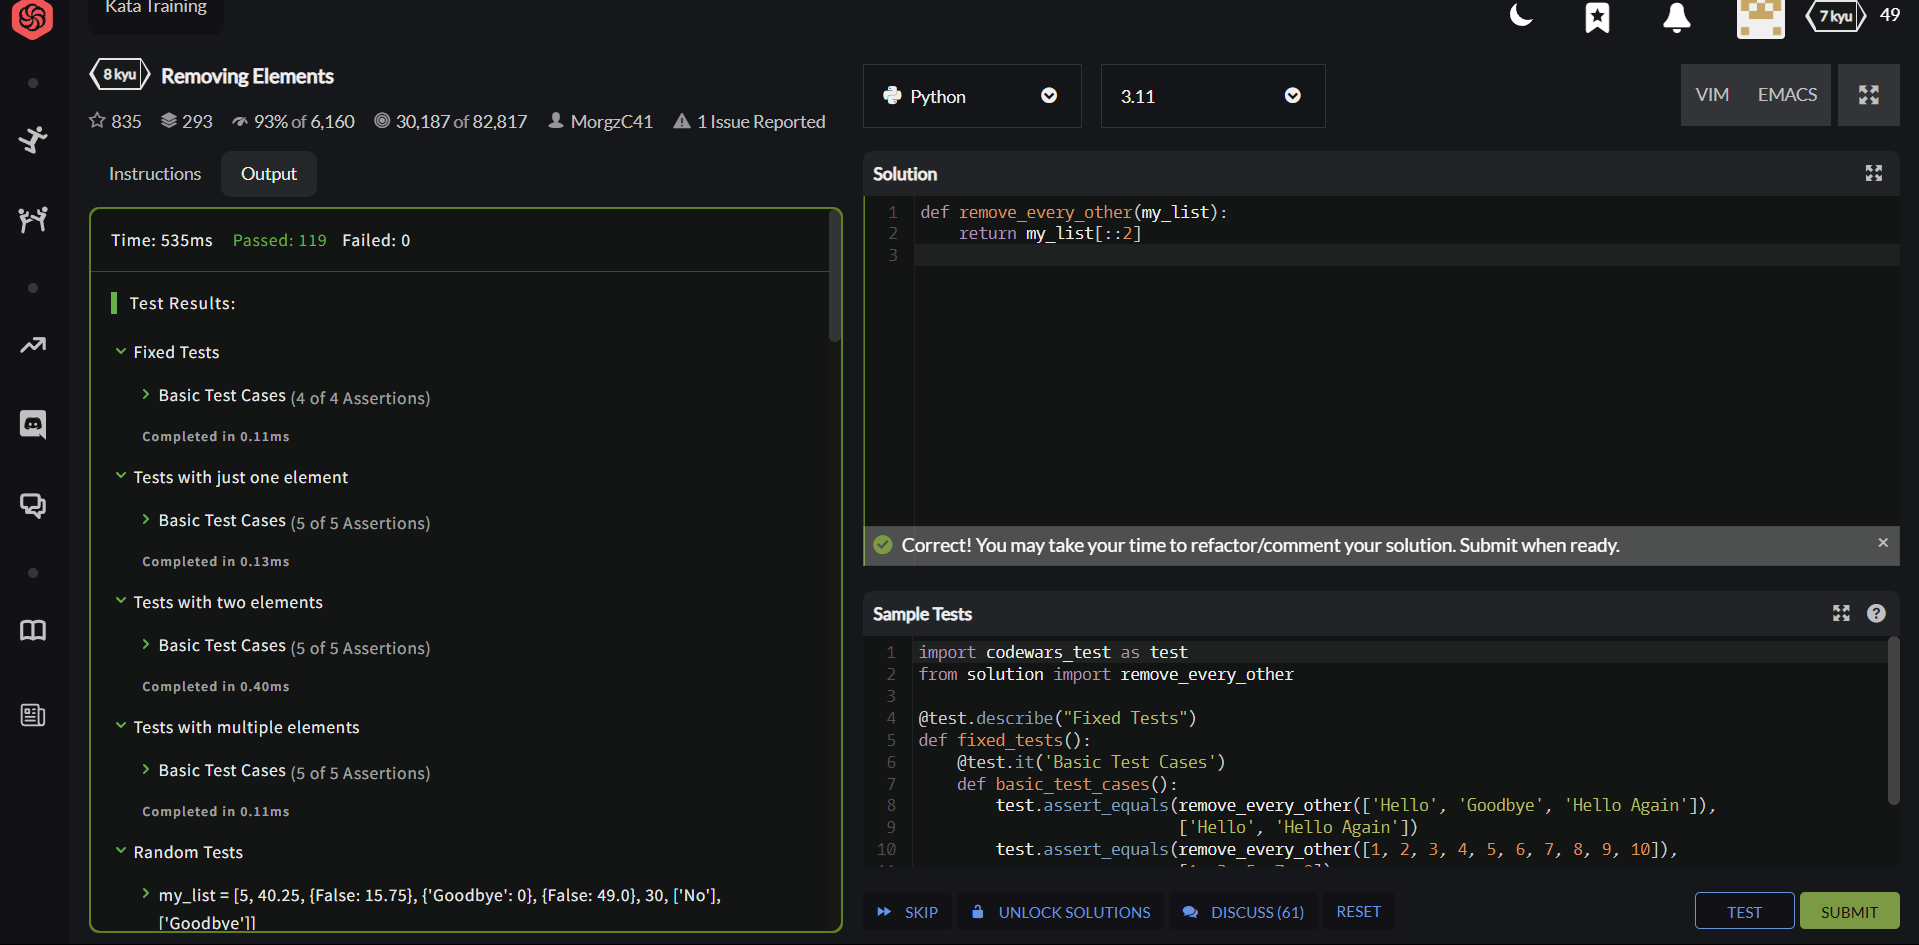 Kata Training
7 kyu 49
8 kyu Removing Elements
835 293 93% of 6,160 30,187 of 82,817 MorgzC41 1 Issue Reported
Python
3.11
VIM EMACS
Instructions Output
Time: 535ms Passed: 119 Failed: 0
Test Results:
Fixed Tests
Basic Test Cases (4 of 4 Assertions)
Completed in 0.11ms
Tests with just one element
Basic Test Cases (5 of 5 Assertions)
Completed in 0.13ms
Tests with two elements
Basic Test Cases (5 of 5 Assertions)
Completed in 0.40ms
Tests with multiple elements
Basic Test Cases (5 of 5 Assertions)
Completed in 0.11ms
Random Tests
my_list = [5, 40.25, {False: 15.75}, {'Goodbye': 0}, {False: 49.0}, 30, ['No'],
['Goodbye']]
Solution
1 def remove_every_other(my_list):
2     return my_list[::2]
3
Correct! You may take your time to refactor/comment your solution. Submit when ready.
Sample Tests
1 import codewars_test as test
2 from solution import remove_every_other
3
4 @test.describe("Fixed Tests")
5 def fixed_tests():
6     @test.it('Basic Test Cases')
7     def basic_test_cases():
8         test.assert_equals(remove_every_other(['Hello', 'Goodbye', 'Hello Again']),
9                            ['Hello', 'Hello Again'])
10         test.assert_equals(remove_every_other([1, 2, 3, 4, 5, 6, 7, 8, 9, 10]),
SKIP UNLOCK SOLUTIONS DISCUSS (61) RESET TEST SUBMIT